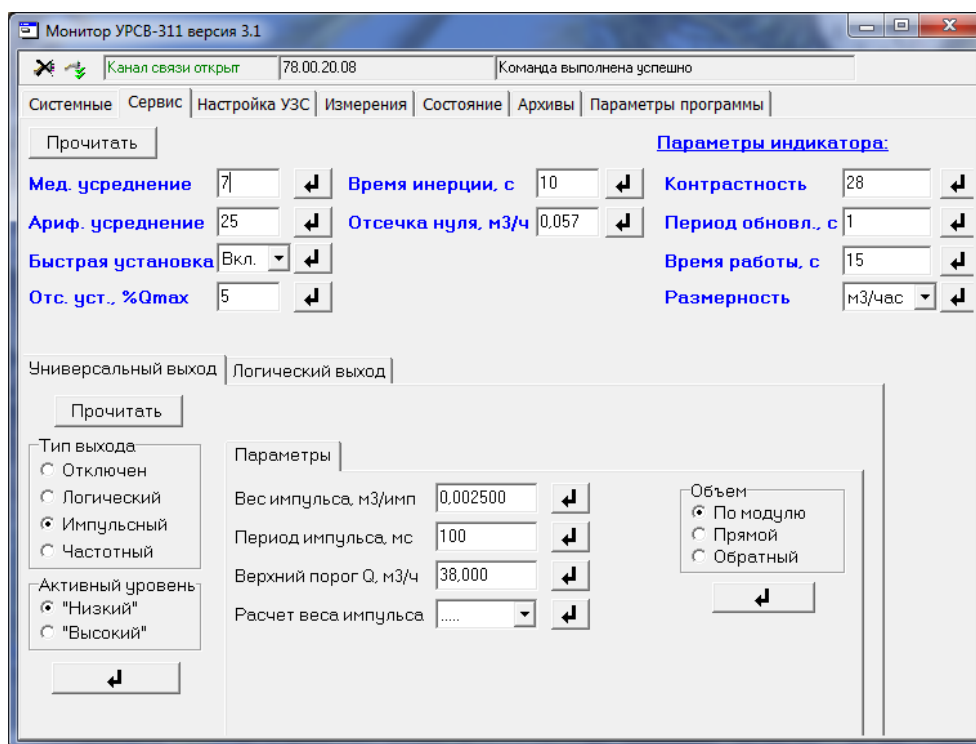 Монитор УРСВ-311 версия 3.1
Канал связи открыт 78.00.20.08 Команда выполнена успешно
Системные Сервис Настройка УЗС Измерения Состояние Архивы Параметры программы
Прочитать Параметры индикатора:
Мед. усреднение 7 Время инерции, с 10 Контрастность 28
Ариф. усреднение 25 Отсечка нуля, м3/ч 0,057 Период обновл., с 1
Быстрая установка Вкл. Время работы, с 15
Отс. уст., %Qmax 5 Размерность м3/час
Универсальный выход Логический выход
Прочитать
Тип выхода
Отключен
Логический
Импульсный
Частотный
Активный уровень
"Низкий"
"Высокий"
Параметры
Вес импульса, м3/имп 0,002500
Период импульса, мс 100
Верхний порог Q, м3/ч 38,000
Расчет веса импульса .....
Объем
По модулю
Прямой
Обратный